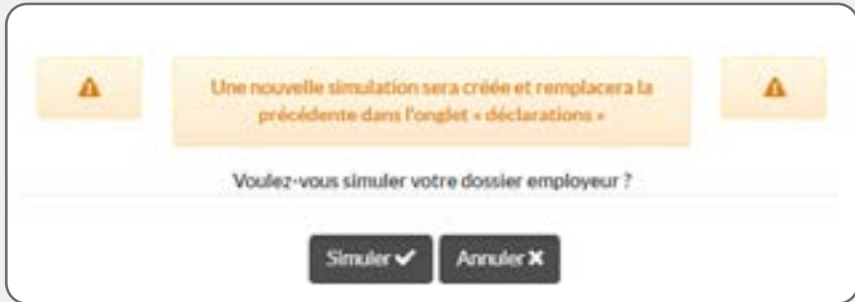 Une nouvelle simulation sera créée et remplacera la
précédente dans l'onglet « déclarations »
Voulez-vous simuler votre dossier employeur ?
Simuler
Annuler